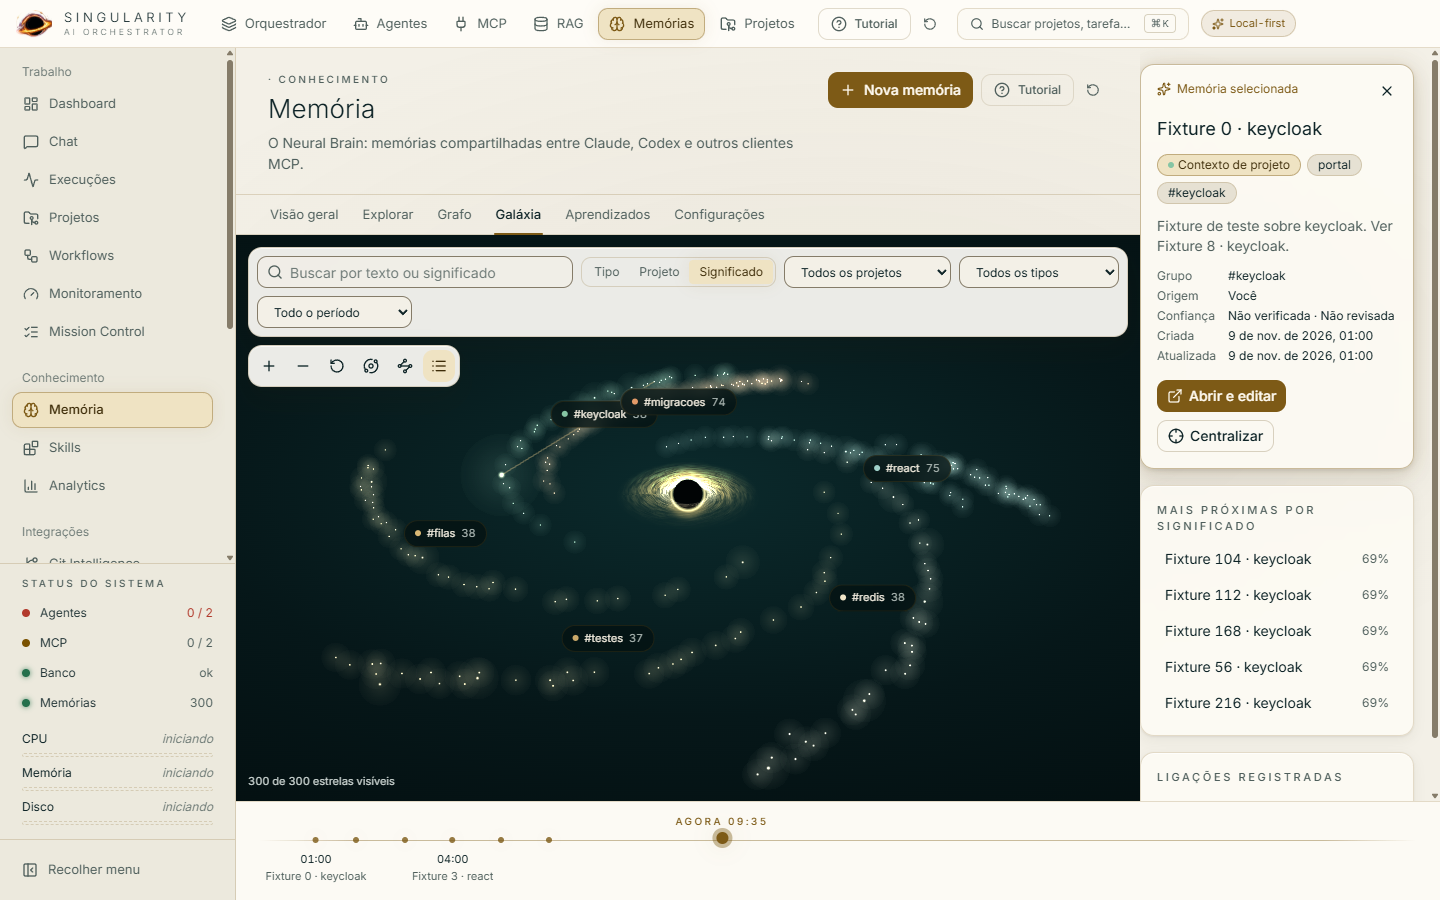 SINGULARITY
AI ORCHESTRATOR
Orquestrador
Agentes
MCP
RAG
Memórias
Projetos
Tutorial
Buscar projetos, tarefa...
⌘K
Local-first
Trabalho
Dashboard
Chat
Execuções
Projetos
Workflows
Monitoramento
Mission Control
Conhecimento
Memória
Skills
Analytics
Integrações
Git Intelligence
STATUS DO SISTEMA
Agentes 0 / 2
MCP 0 / 2
Banco ok
Memórias 300
CPU iniciando
Memória iniciando
Disco iniciando
Recolher menu
· CONHECIMENTO
Memória
O Neural Brain: memórias compartilhadas entre Claude, Codex e outros clientes
MCP.
Nova memória
Tutorial
Visão geral
Explorar
Grafo
Galáxia
Aprendizados
Configurações
Buscar por texto ou significado
Tipo
Projeto
Significado
Todos os projetos
Todos os tipos
Todo o período
#keycloak 38
#migracoes 74
#react 75
#filas 38
#redis 38
#testes 37
300 de 300 estrelas visíveis
Memória selecionada
Fixture 0 · keycloak
Contexto de projeto
portal
#keycloak
Fixture de teste sobre keycloak. Ver
Fixture 8 · keycloak.
Grupo #keycloak
Origem Você
Confiança Não verificada · Não revisada
Criada 9 de nov. de 2026, 01:00
Atualizada 9 de nov. de 2026, 01:00
Abrir e editar
Centralizar
MAIS PRÓXIMAS POR
SIGNIFICADO
Fixture 104 · keycloak 69%
Fixture 112 · keycloak 69%
Fixture 168 · keycloak 69%
Fixture 56 · keycloak 69%
Fixture 216 · keycloak 69%
LIGAÇÕES REGISTRADAS
AGORA 09:35
01:00
Fixture 0 · keycloak
04:00
Fixture 3 · react